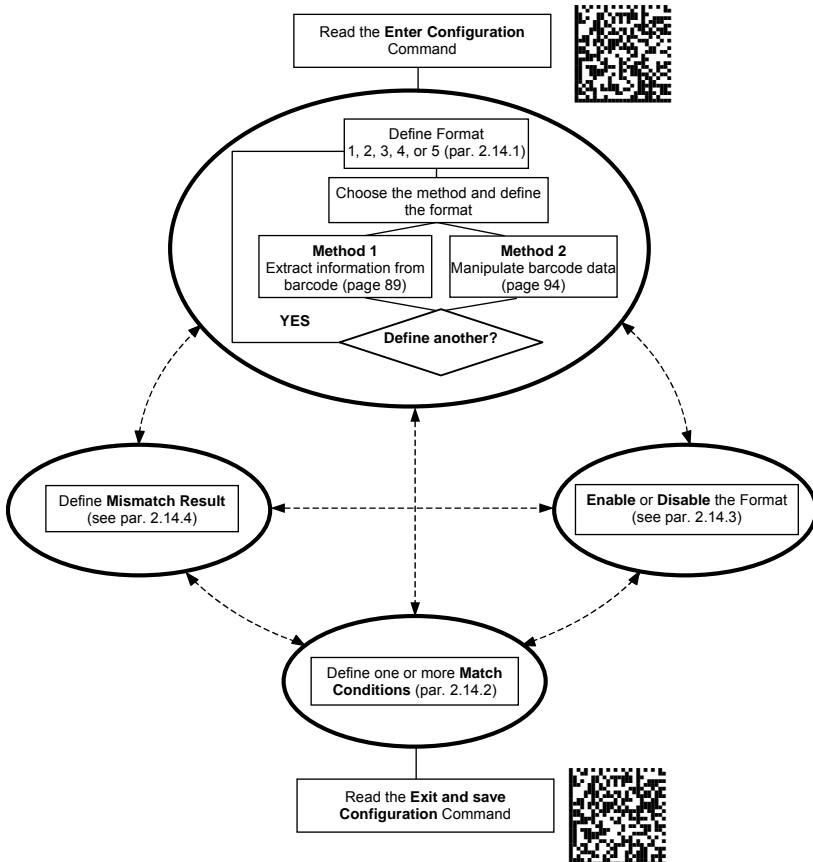 Read the Enter Configuration
Command
Define Format
1, 2, 3, 4, or 5 (par. 2.14.1)
Choose the method and define
the format
Method 1
Extract information from
barcode (page 89)
Method 2
Manipulate barcode data
(page 94)
YES
Define another?
Define Mismatch Result
(see par. 2.14.4)
Enable or Disable the Format
(see par. 2.14.3)
Define one or more Match
Conditions (par. 2.14.2)
Read the Exit and save
Configuration Command